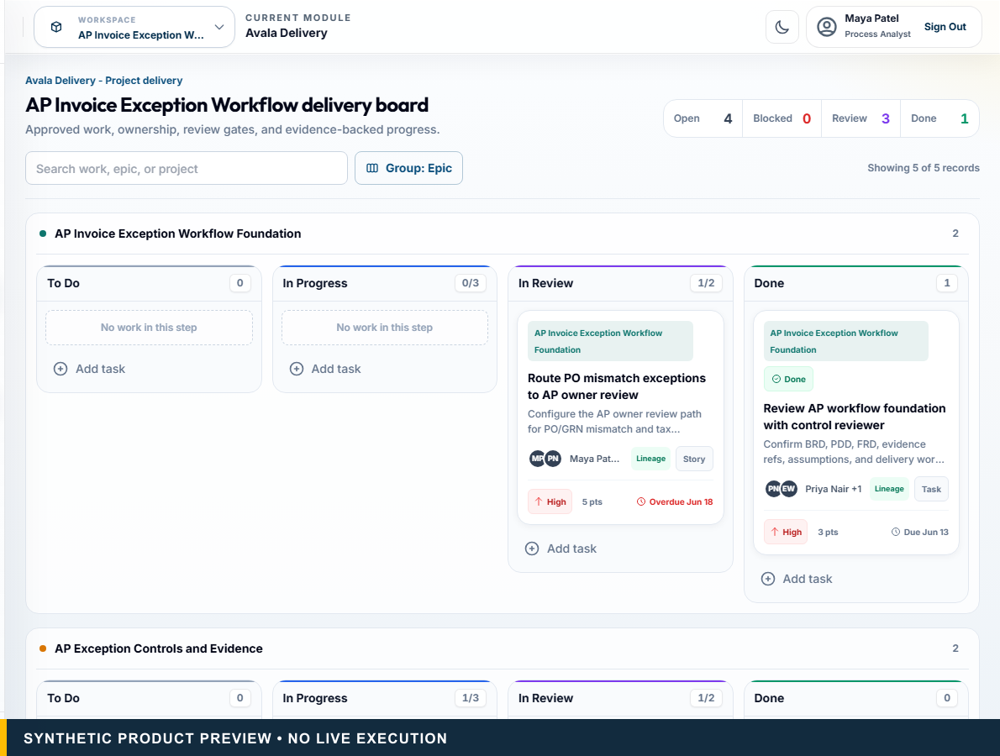 WORKSPACE
AP Invoice Exception W...
CURRENT MODULE
Avala Delivery
Maya Patel
Process Analyst
Sign Out
Avala Delivery - Project delivery
AP Invoice Exception Workflow delivery board
Approved work, ownership, review gates, and evidence-backed progress.
Open 4
Blocked 0
Review 3
Done 1
Search work, epic, or project
Group: Epic
Showing 5 of 5 records
AP Invoice Exception Workflow Foundation 2
To Do 0
No work in this step
Add task
In Progress 0/3
No work in this step
Add task
In Review 1/2
AP Invoice Exception Workflow
Foundation
Route PO mismatch exceptions
to AP owner review
Configure the AP owner review path
for PO/GRN mismatch and tax...
MP PN Maya Pat... Lineage Story
High 5 pts Overdue Jun 18
Add task
Done 1
AP Invoice Exception Workflow
Foundation
Done
Review AP workflow foundation
with control reviewer
Confirm BRD, PDD, FRD, evidence
refs, assumptions, and delivery wor...
PN EW Priya Nair +1 Lineage Task
High 3 pts Due Jun 13
Add task
AP Exception Controls and Evidence 2
To Do 0
In Progress 1/3
In Review 1/2
Done 0
SYNTHETIC PRODUCT PREVIEW • NO LIVE EXECUTION